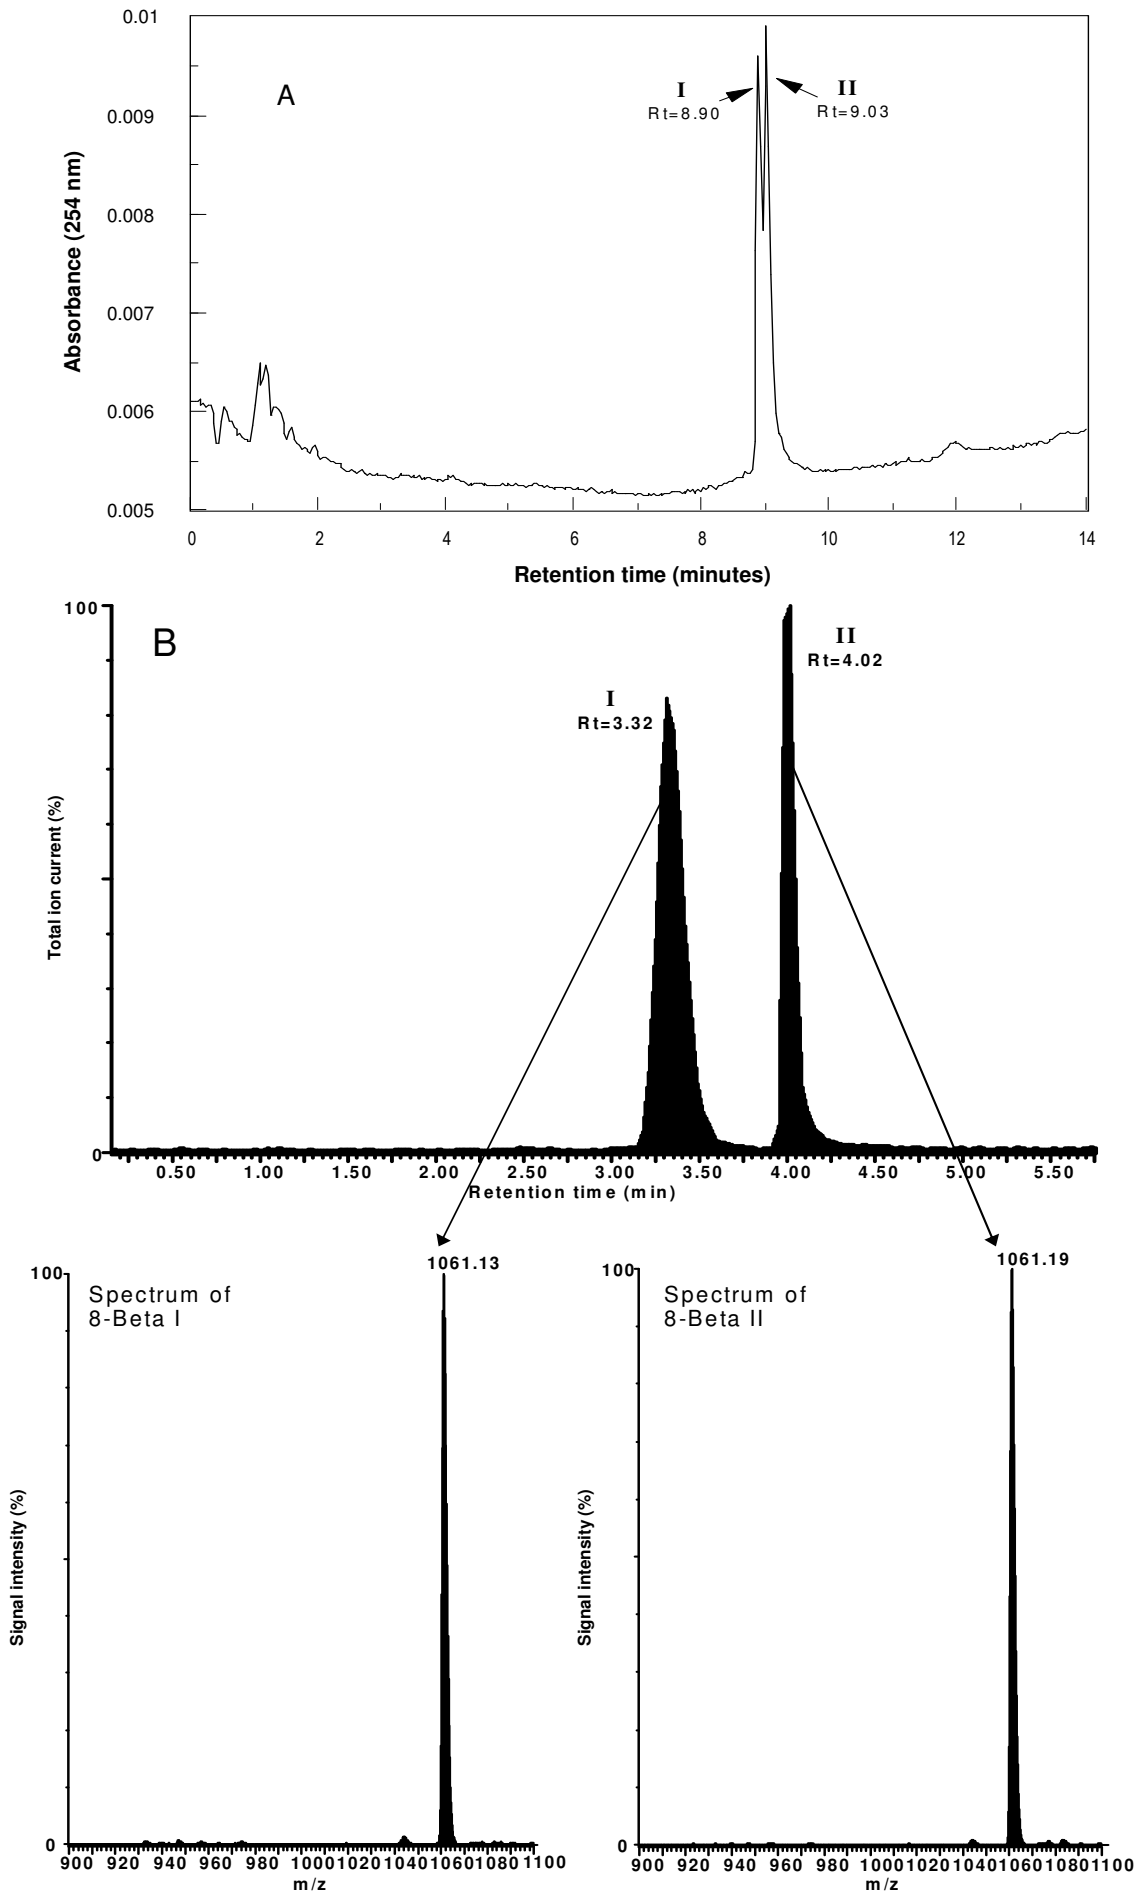 0.01
A
I
II
Rt=8.90
Rt=9.03
0.009
0.008
0.007
0.006
0.005
Absorbance (254 nm)
0 2 4 6 8 10 12 14
Retention time (minutes)
100
B
II
Rt=4.02
I
Rt=3.32
Total ion current (%)
0
0.50 1.00 1.50 2.00 2.50 3.00 3.50 4.00 4.50 5.00 5.50
Retention time (min)
1061.13
100
Spectrum of
8-Beta I
Signal intensity (%)
0
900 920 940 960 980 1000 1020 1040 1060 1080 1100
m/z
1061.19
100
Spectrum of
8-Beta II
Signal intensity (%)
0
900 920 940 960 980 1000 1020 1040 1060 1080 1100
m/z